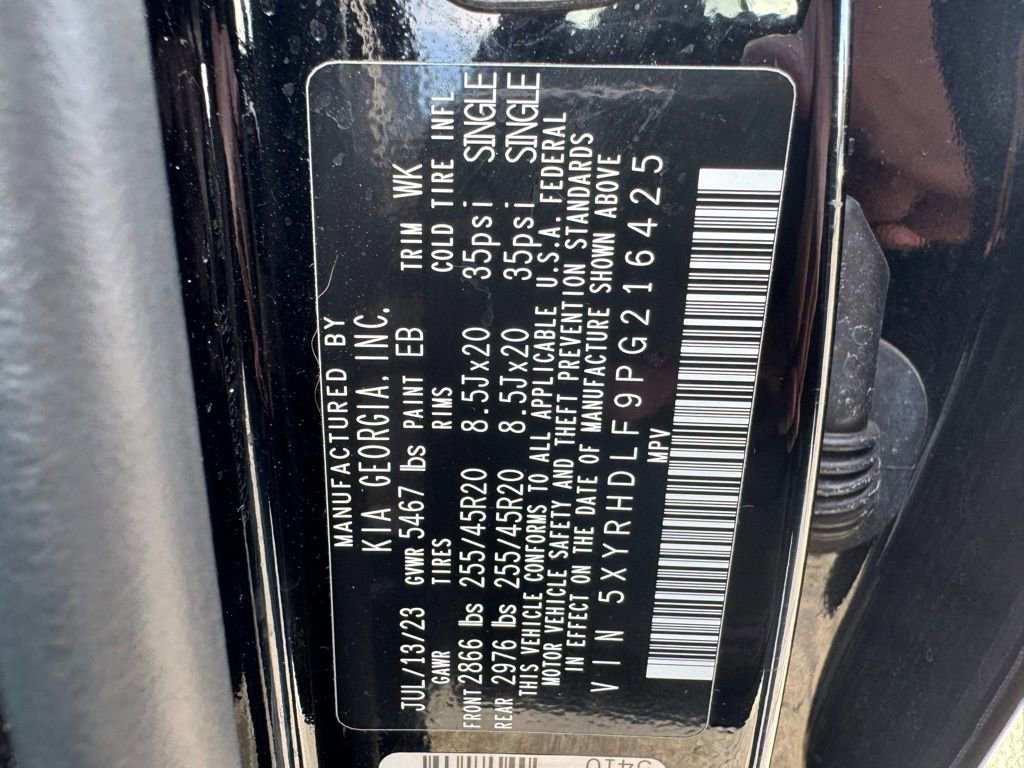 MANUFACTURED BY
KIA GEORGIA, INC.
JUL/13/23 GVWR 5467 lbs PAINT EB TRIM WK
GAWR TIRES RIMS COLD TIRE INFL
FRONT 2866 lbs 255/45R20 8.5Jx20 35psi SINGLE
REAR 2976 lbs 255/45R20 8.5Jx20 35psi SINGLE
THIS VEHICLE CONFORMS TO ALL APPLICABLE U.S.A. FEDERAL
MOTOR VEHICLE SAFETY AND THEFT PREVENTION STANDARDS
IN EFFECT ON THE DATE OF MANUFACTURE SHOWN ABOVE
VIN 5XYRHDLF9PG216425
MPV